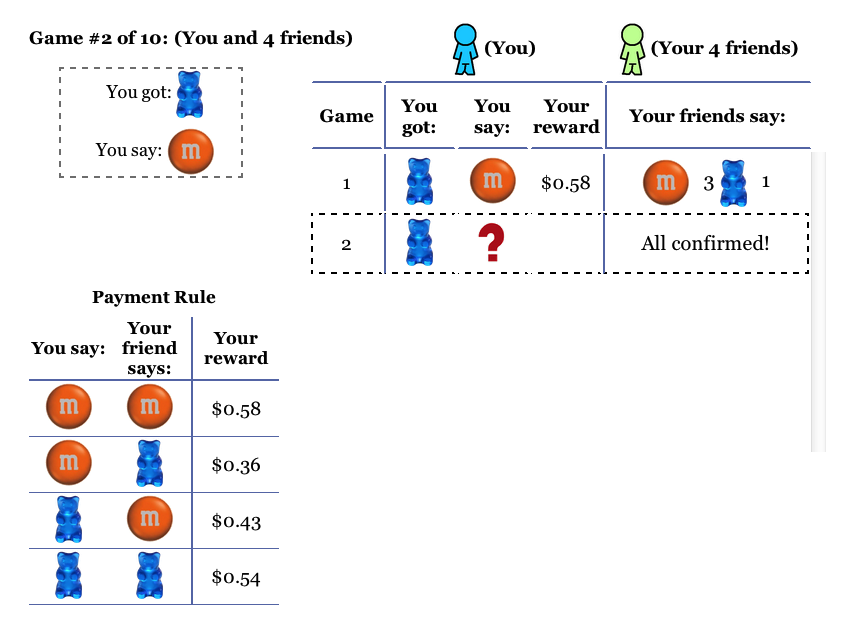 Game #2 of 10: (You and 4 friends)
You got:
You say: m
(You)
(Your 4 friends)
Game You got: You say: Your reward Your friends say:
1 m $0.58 m 3 1
2 ? All confirmed!
Payment Rule
You say: Your friend says: Your reward
m m $0.58
m $0.36
m $0.43
$0.54